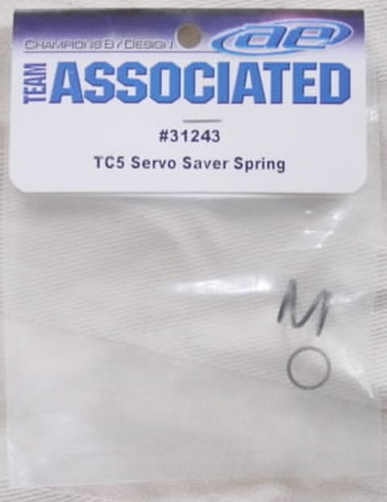 CHAMPIONS BY DESIGN
ae
TEAM
ASSOCIATED
#31243
TC5 Servo Saver Spring
M